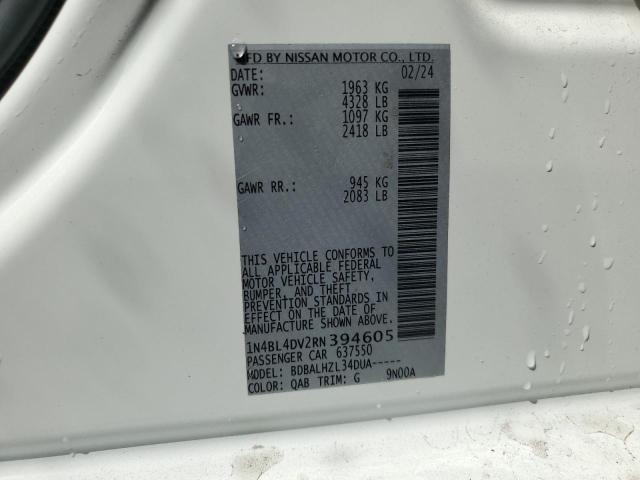 MFD BY NISSAN MOTOR CO., LTD.
DATE: 02/24
GVWR: 1963 KG
4328 LB
GAWR FR.: 1097 KG
2418 LB
GAWR RR.: 945 KG
2083 LB
THIS VEHICLE CONFORMS TO
ALL APPLICABLE FEDERAL
MOTOR VEHICLE SAFETY,
BUMPER, AND THEFT
PREVENTION STANDARDS IN
EFFECT ON THE DATE OF
MANUFACTURE SHOWN ABOVE.
1N4BL4DV2RN394605
PASSENGER CAR 637550
MODEL: BDBALHZL34DUA-----
COLOR: QAB TRIM: G 9N00A